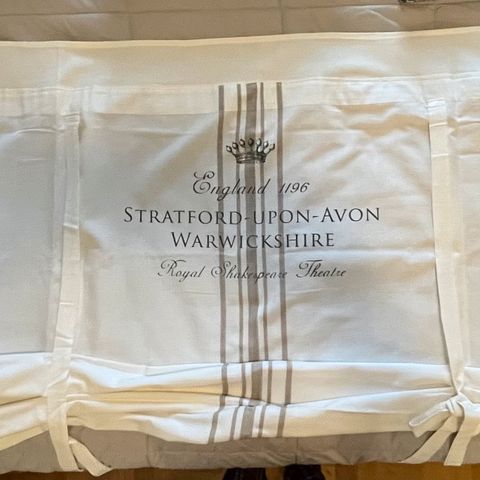 England 1196
STRATFORD-UPON-AVON
WARWICKSHIRE
Royal Shakespeare Theatre